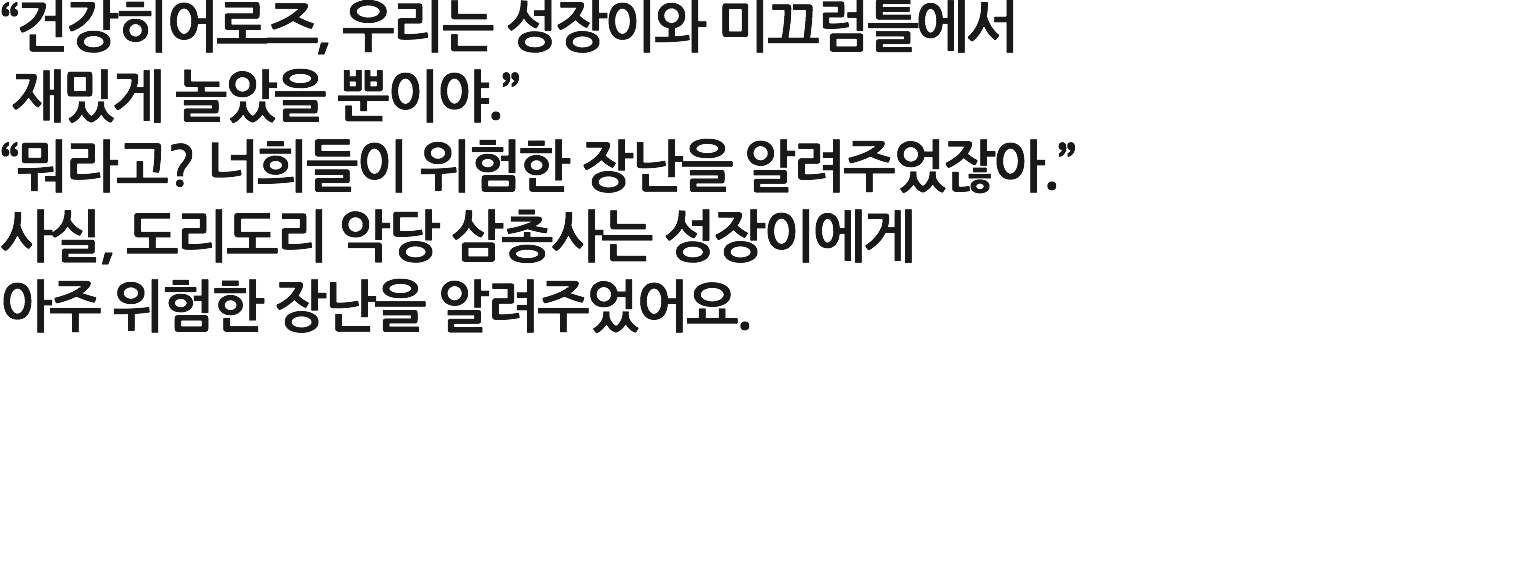 “건강히어로즈, 우리는 성장이와 미끄럼틀에서
재밌게 놀았을 뿐이야.”
“뭐라고? 너희들이 위험한 장난을 알려주었잖아.”
사실, 도리도리 악당 삼총사는 성장이에게
아주 위험한 장난을 알려주었어요.